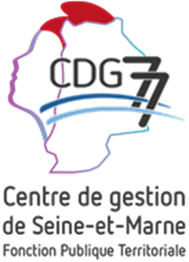 CDG77
Centre de gestion
de Seine-et-Marne
Fonction Publique Territoriale